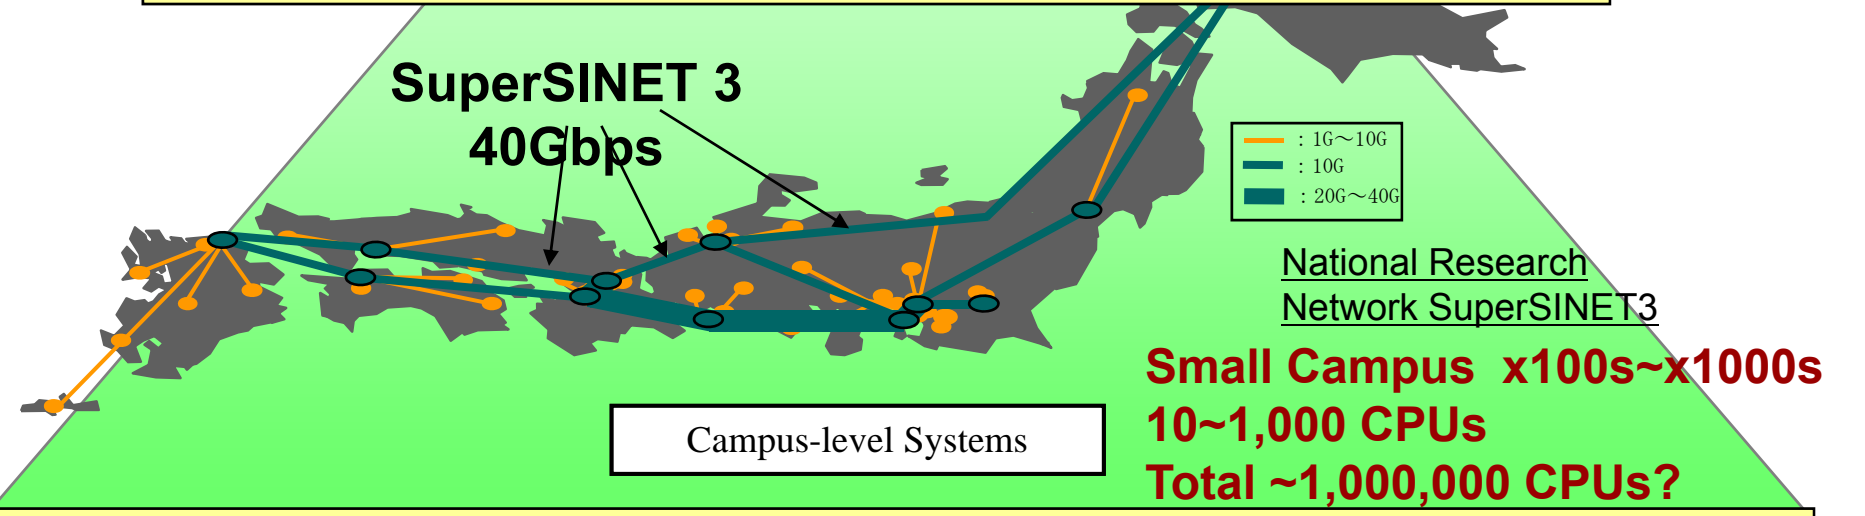 SuperSINET 3
40Gbps
：1G～10G
：10G
：20G～40G
National Research
Network SuperSINET3
Small Campus x100s~x1000s
10~1,000 CPUs
Total ~1,000,000 CPUs?
Campus-level Systems